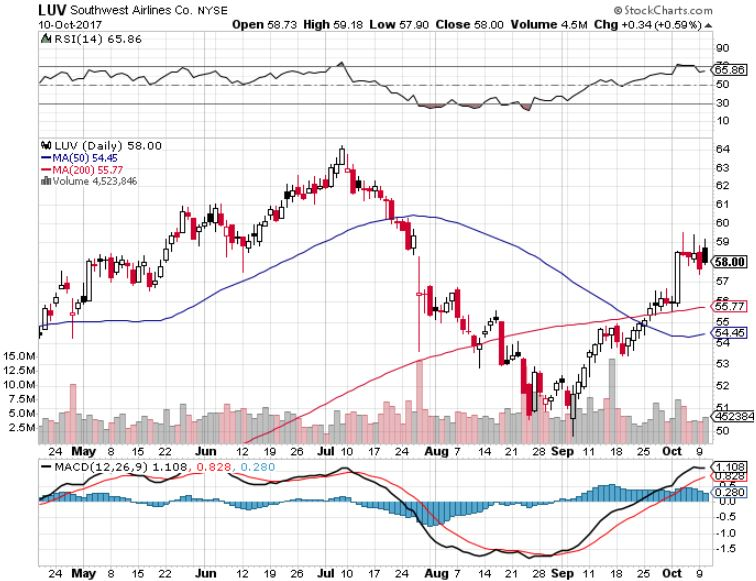 LUV Southwest Airlines Co. NYSE © StockCharts.com
10-Oct-2017 Open 58.73 High 59.18 Low 57.90 Close 58.00 Volume 4.5M Chg +0.34 (+0.59%)
RSI(14) 65.86
90
70
65.86
50
30
10
LUV (Daily) 58.00
MA(50) 54.45
MA(200) 55.77
Volume 4,523,846
64
63
62
61
60
59
58.00
57
56
55.77
55
54.45
54
53
52
51
452384
50
15.0M
12.5M
10.0M
7.5M
5.0M
2.5M
24 May 8 15 22 Jun 12 19 26 Jul 10 17 24 Aug 7 14 21 28 Sep 11 18 25 Oct 9
MACD(12,26,9) 1.108, 0.828, 0.280
1.108
0.828
0.5
0.280
0.0
-0.5
-1.0
-1.5
24 May 8 15 22 Jun 12 19 26 Jul 10 17 24 Aug 7 14 21 28 Sep 11 18 25 Oct 9